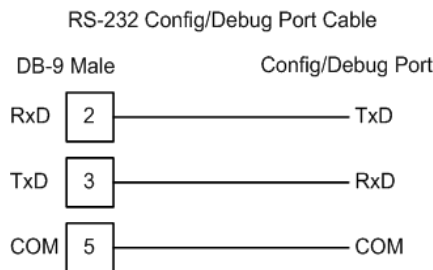 RS-232 Config/Debug Port Cable
DB-9 Male Config/Debug Port
RxD 2 TxD
TxD 3 RxD
COM 5 COM